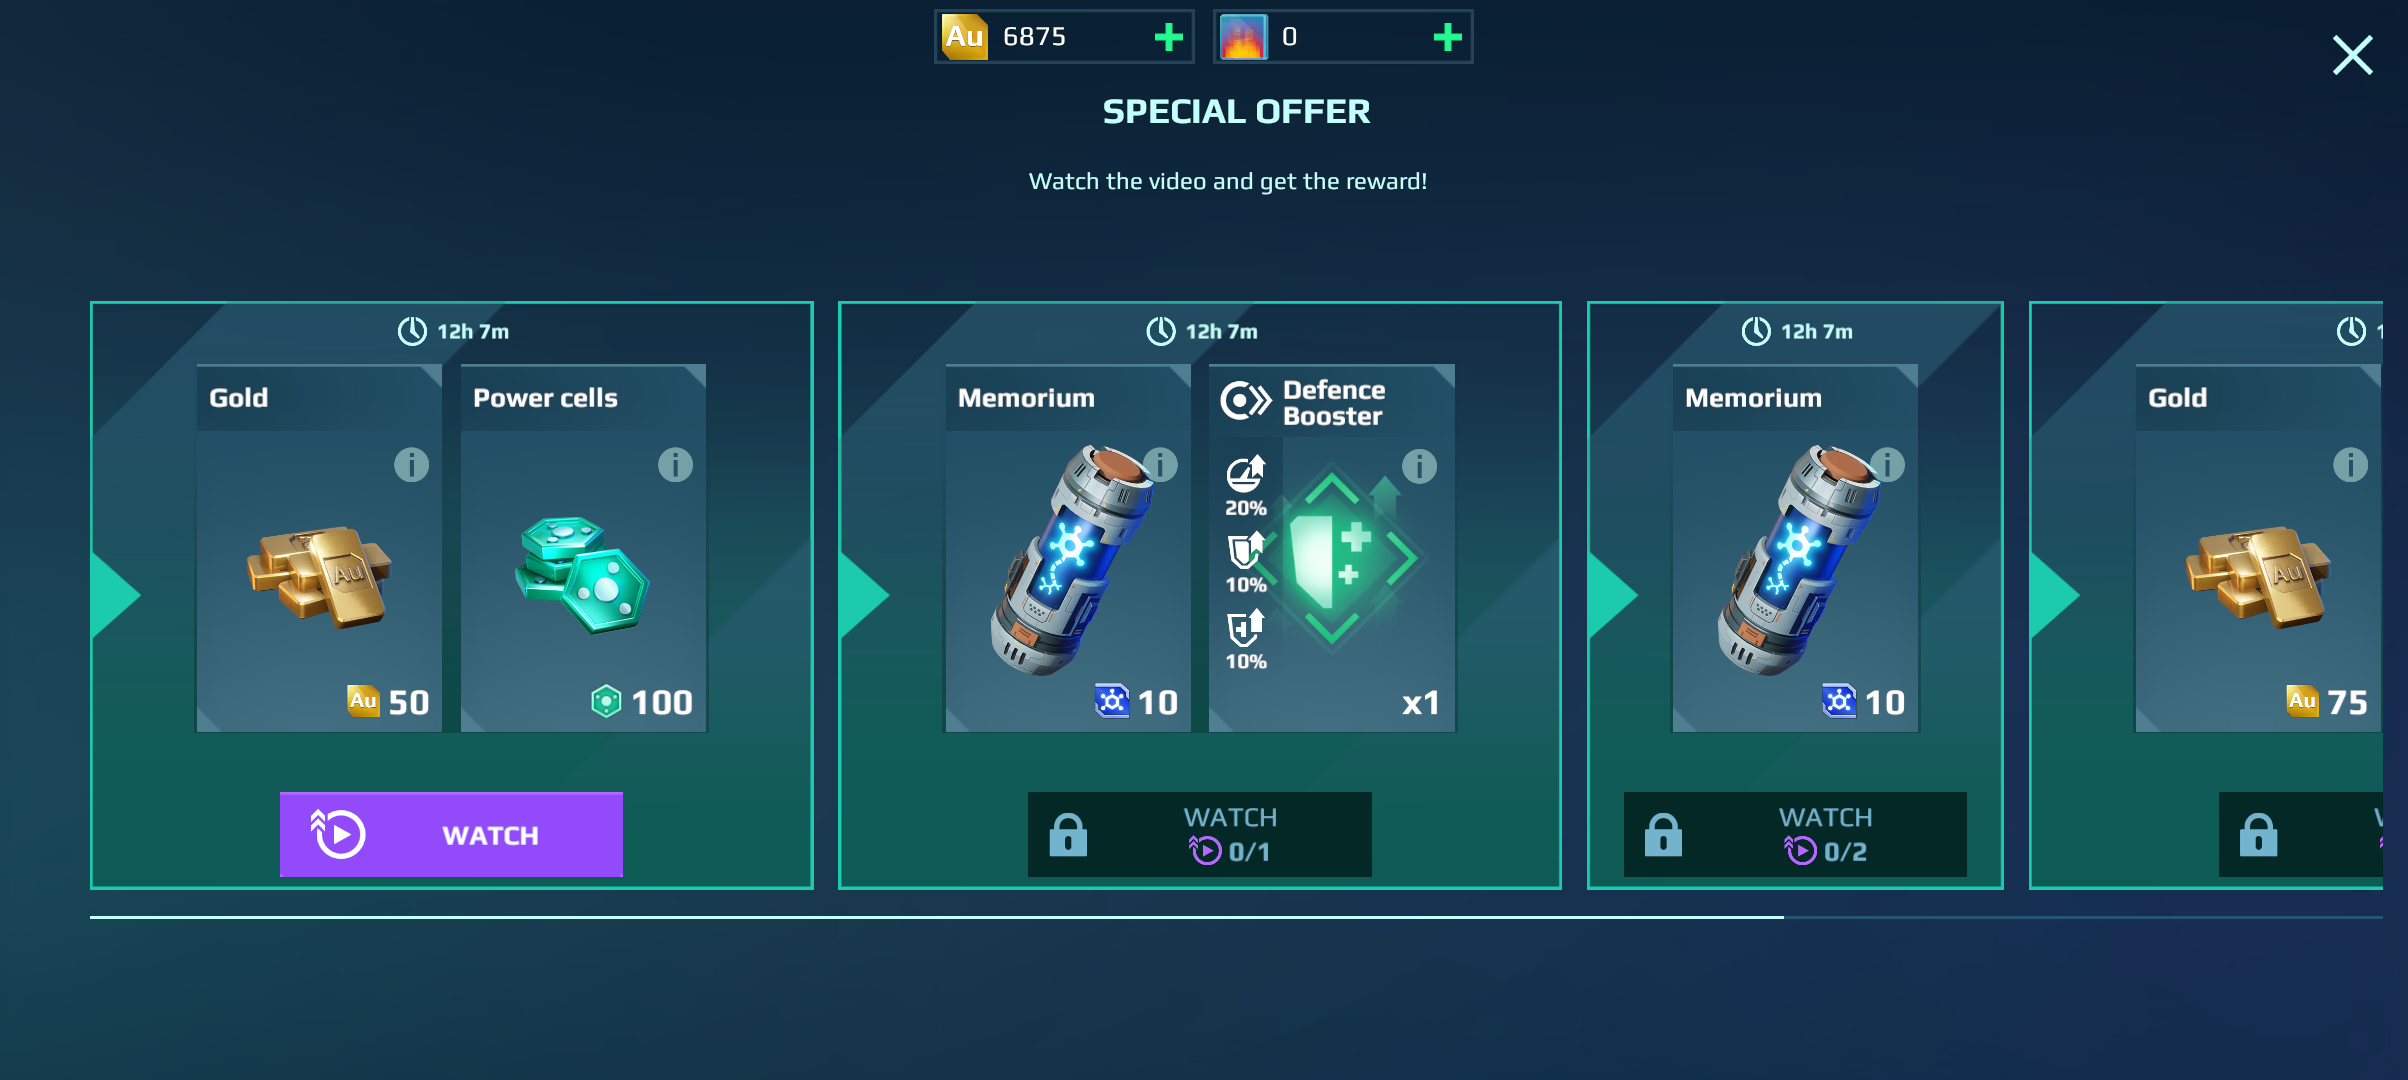 Au 6875
0
SPECIAL OFFER
Watch the video and get the reward!
12h 7m
Gold
Au
Au 50
Power cells
100
WATCH
12h 7m
Memorium
10
Defence
Booster
20%
10%
10%
x1
WATCH
0/1
12h 7m
Memorium
10
WATCH
0/2
Gold
Au
Au 75